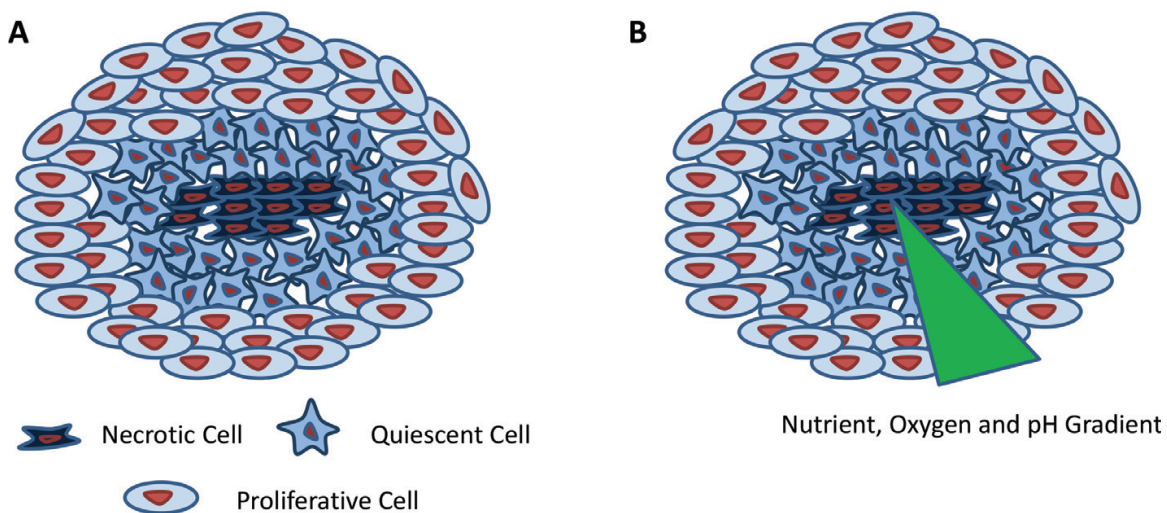 A
B
Necrotic Cell
Quiescent Cell
Proliferative Cell
Nutrient, Oxygen and pH Gradient